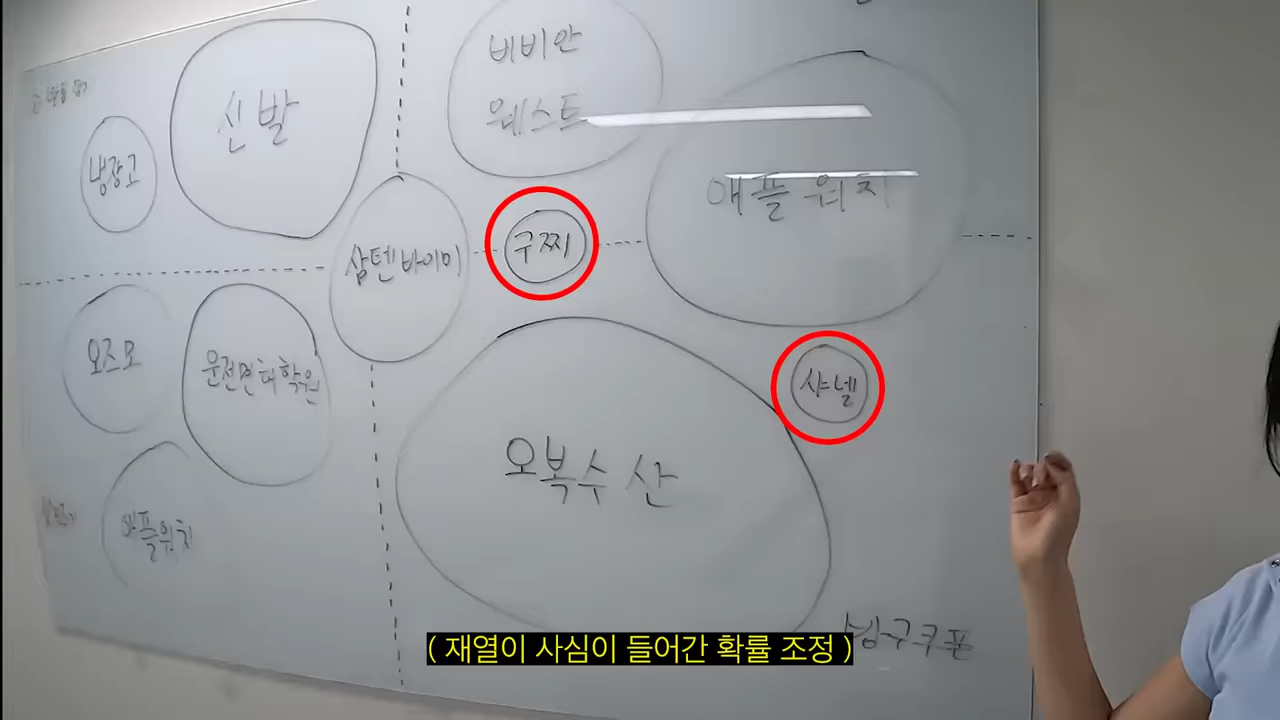 신발
냉장고
비비안
웨스트
애플워치
삼텐바이미
구찌
오즈모
운전면허학원
샤넬
오복수산
애플워치
방구쿠폰
( 재열이 사심이 들어간 확률 조정 )